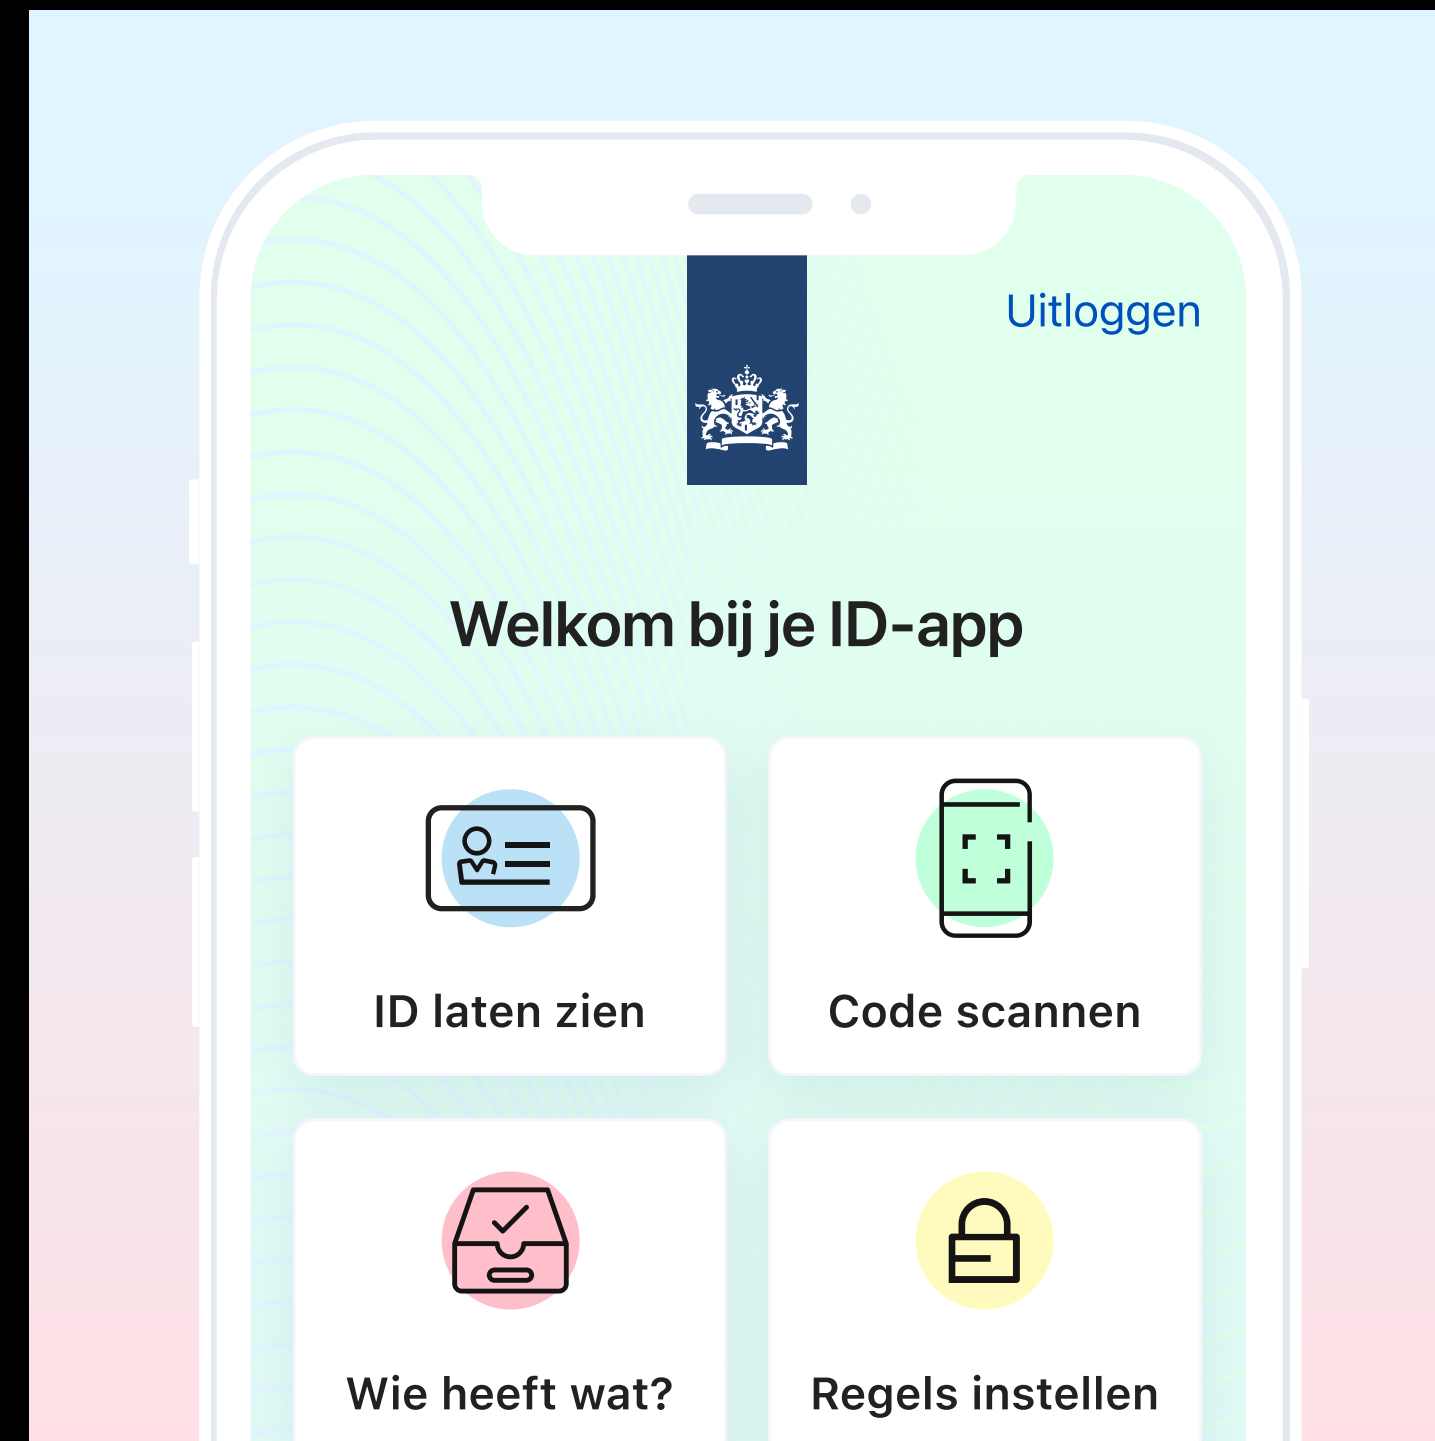 Uitloggen
Welkom bij je ID-app
ID laten zien
Code scannen
Wie heeft wat?
Regels instellen